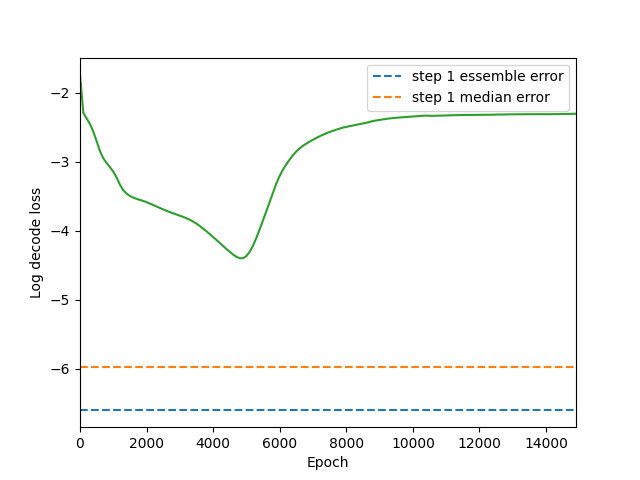 step 1 essemble error
step 1 median error
Log decode loss
−2
−3
−4
−5
−6
0 2000 4000 6000 8000 10000 12000 14000
Epoch